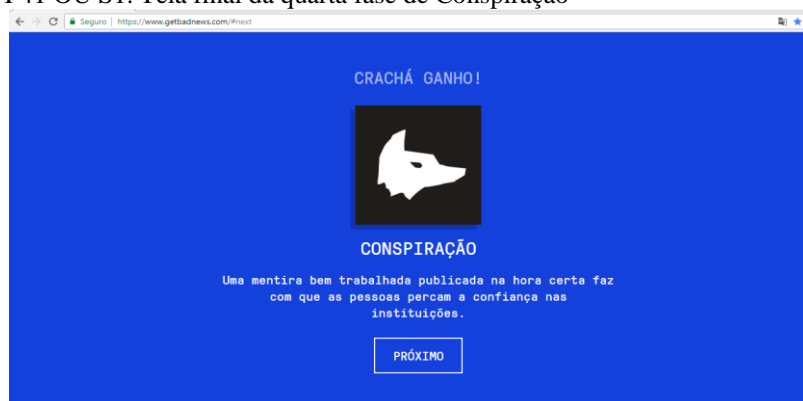 P41 OU S1: Tela final da quarta fase de Conspiração
Seguro | https://www.getbadnews.com/#next
CRACHÁ GANHO!
CONSPIRAÇÃO
Uma mentira bem trabalhada publicada na hora certa faz
com que as pessoas percam a confiança nas
instituições.
PRÓXIMO